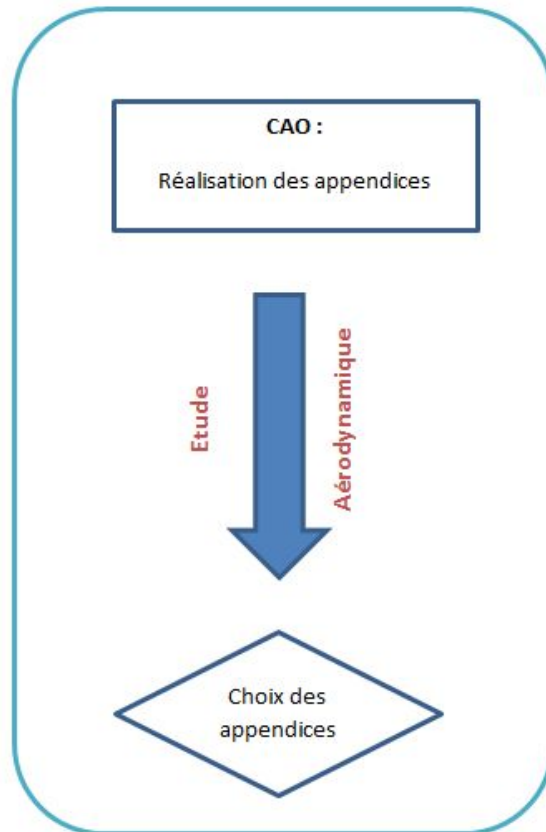 CAO :
Réalisation des appendices
Etude
Aérodynamique
Choix des
appendices